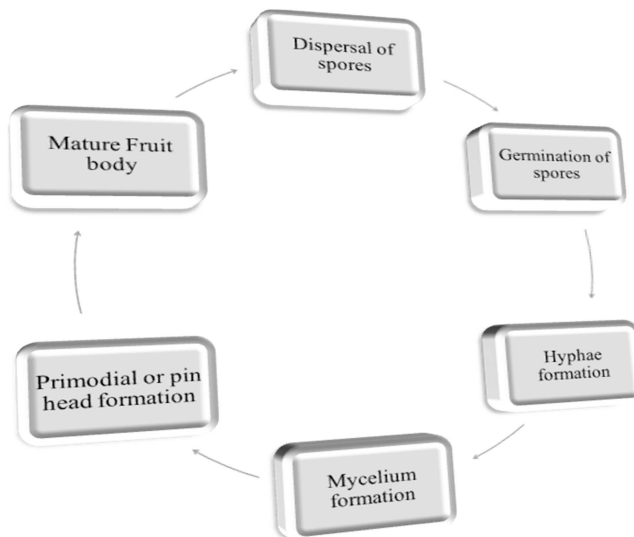 Dispersal of
spores
Germination of
spores
Hyphae
formation
Mycelium
formation
Primodial or pin
head formation
Mature Fruit
body